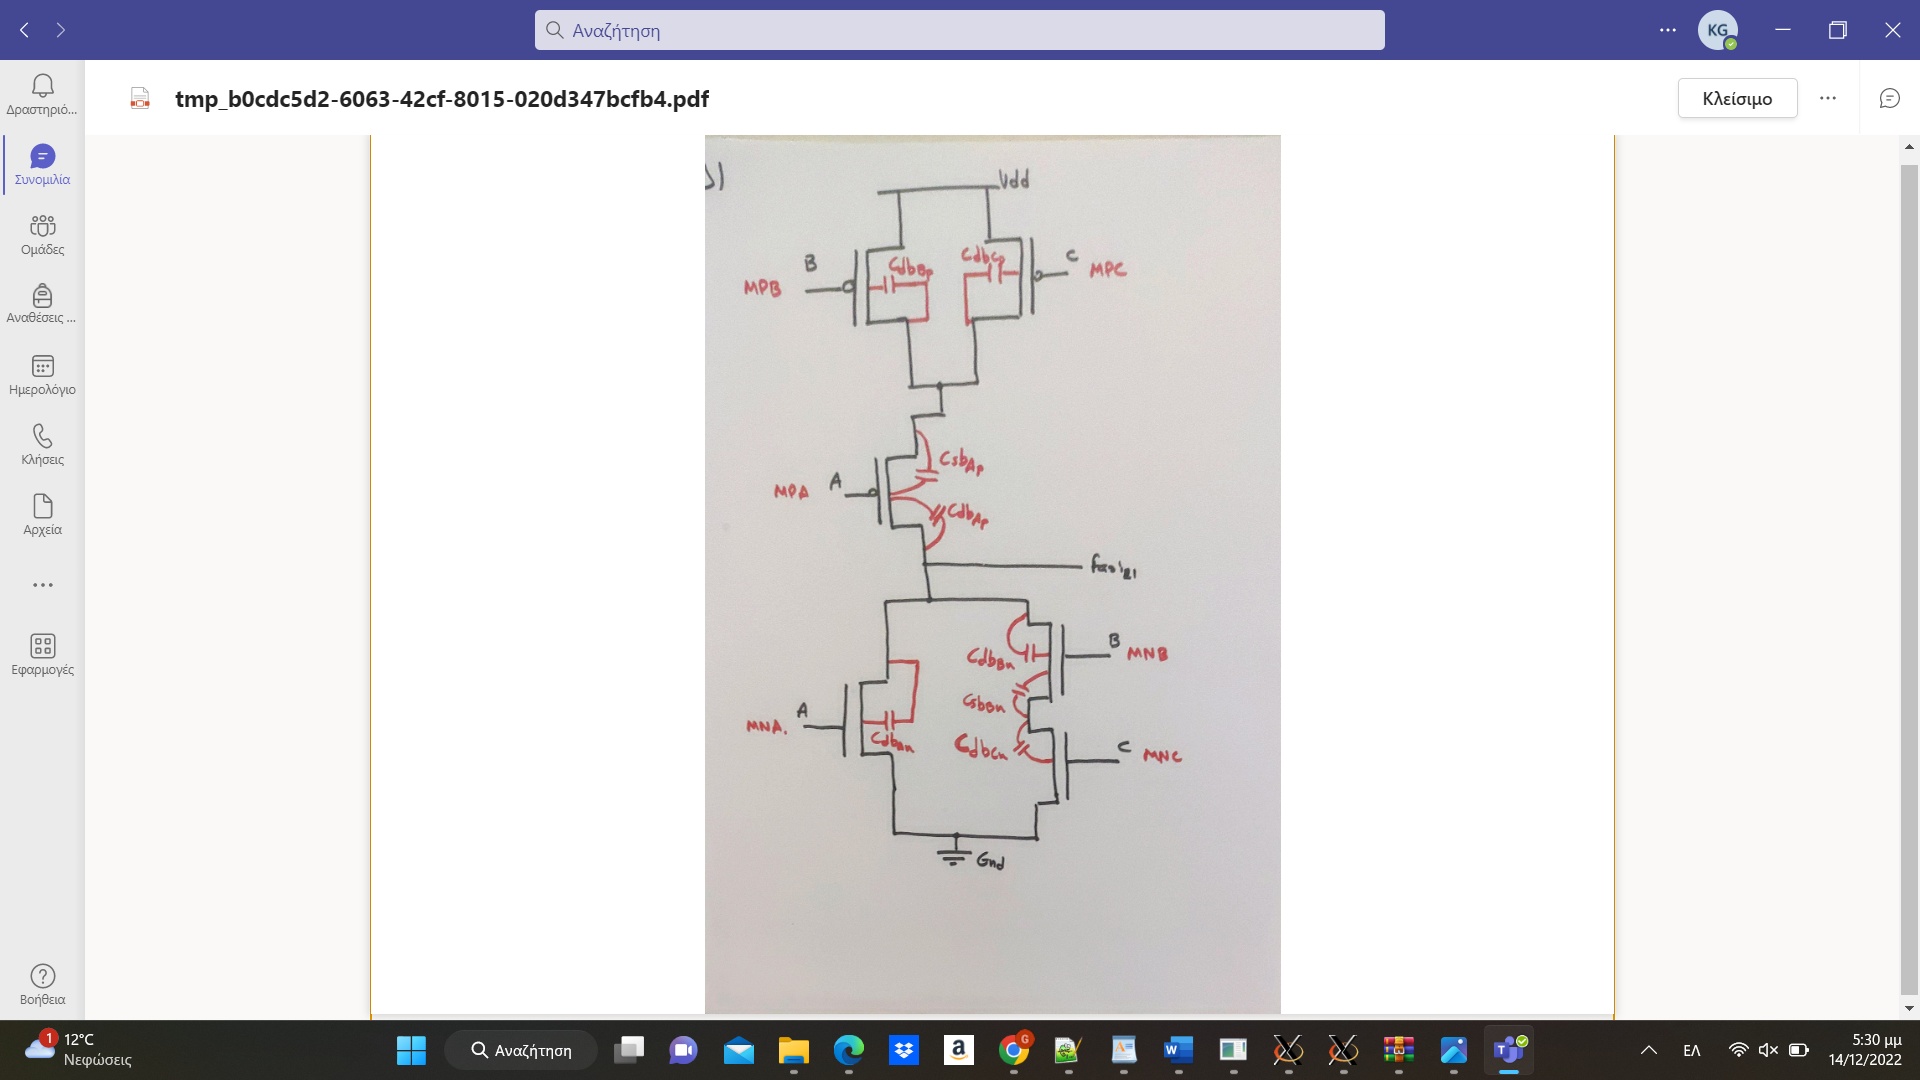 Αναζήτηση
KG
Δραστηριό...
tmp_b0cdc5d2-6063-42cf-8015-020d347bcfb4.pdf
Κλείσιμο
Συνομιλία
Ομάδες
Αναθέσεις ...
Ημερολόγιο
Κλήσεις
Αρχεία
Εφαρμογές
Βοήθεια
Vdd
B
CdbBp
CdbCp
C
MPB
MPC
CsbAp
MPA
A
CdbAp
CdbBn
B
MNB
CsbBn
A
MNA.
CdbAn
CdbCn
C
MNC
Gnd
1
12°C
Νεφώσεις
Αναζήτηση
G
ΕΛ
5:30 μμ
14/12/2022